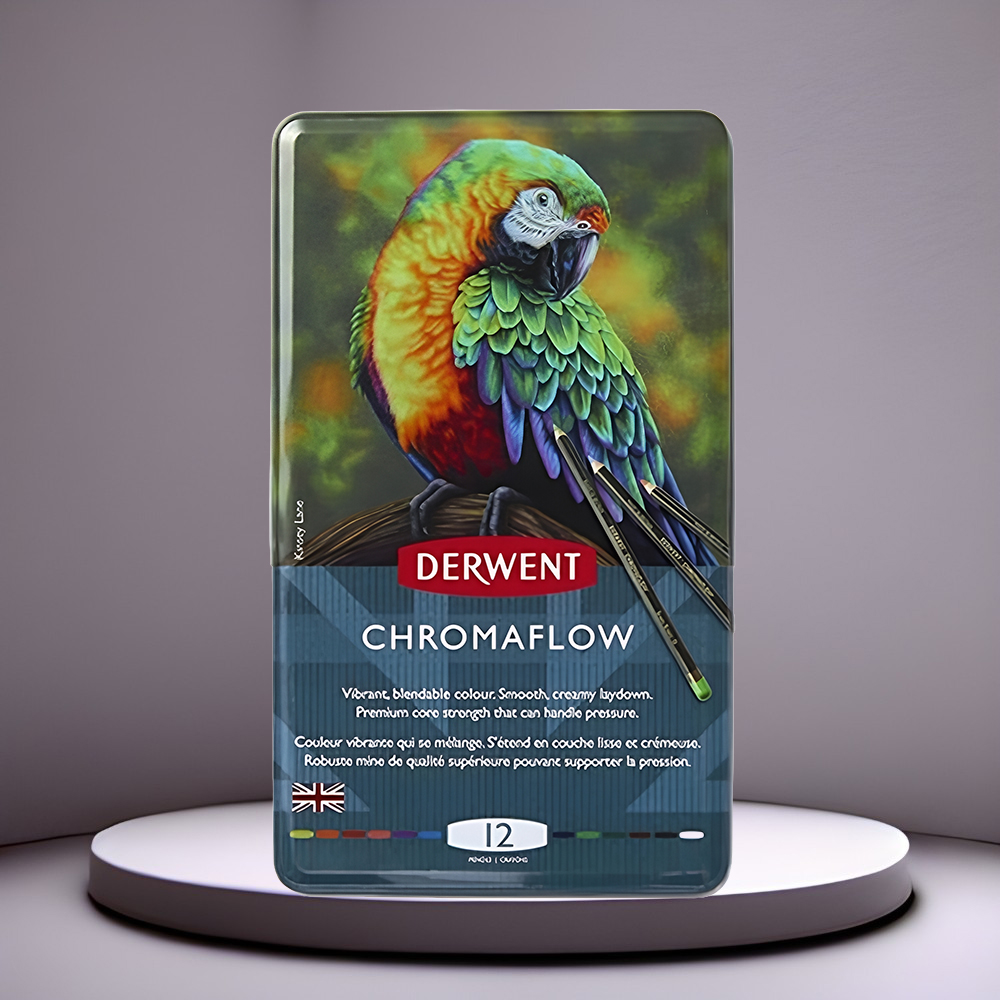 DERWENT
CHROMAFLOW
Vibrant, blendable colour. Smooth, creamy laydown.
Premium core strength that can handle pressure.
Couleur vibrante qui se mélange. S'étend en couche lisse et crémeuse.
Robuste mine de qualité supérieure pouvant supporter la pression.
12